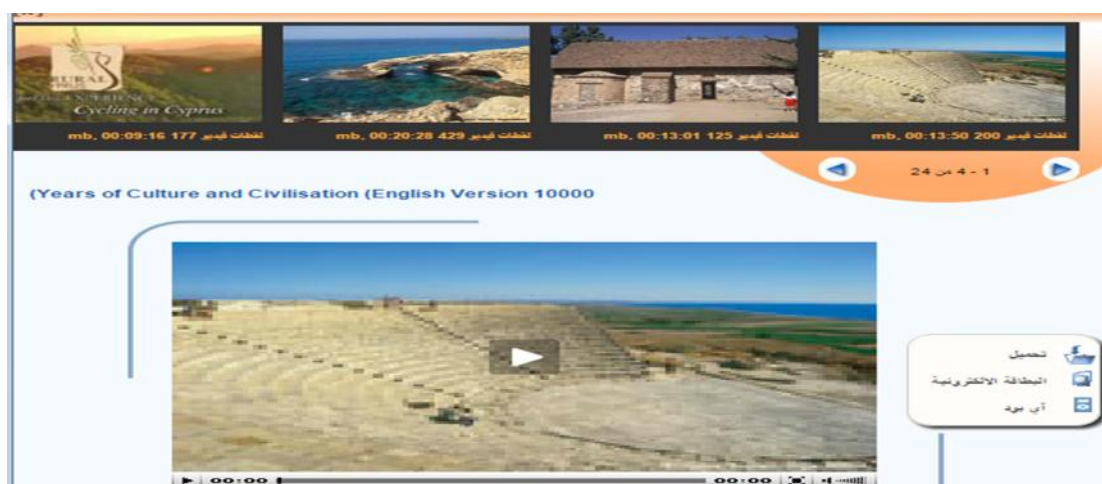 RURAL
CYPRUS
Cycling in Cyprus
لقطات فيديو 200 mb, 00:13:50
لقطات فيديو 125 mb, 00:13:01
لقطات فيديو 429 mb, 00:20:28
لقطات فيديو 177 mb, 00:09:16
1 - 4 من 24
(Years of Culture and Civilisation (English Version 10000
تحميل
البطاقة الالكترونية
آي بود
00:00 00:00